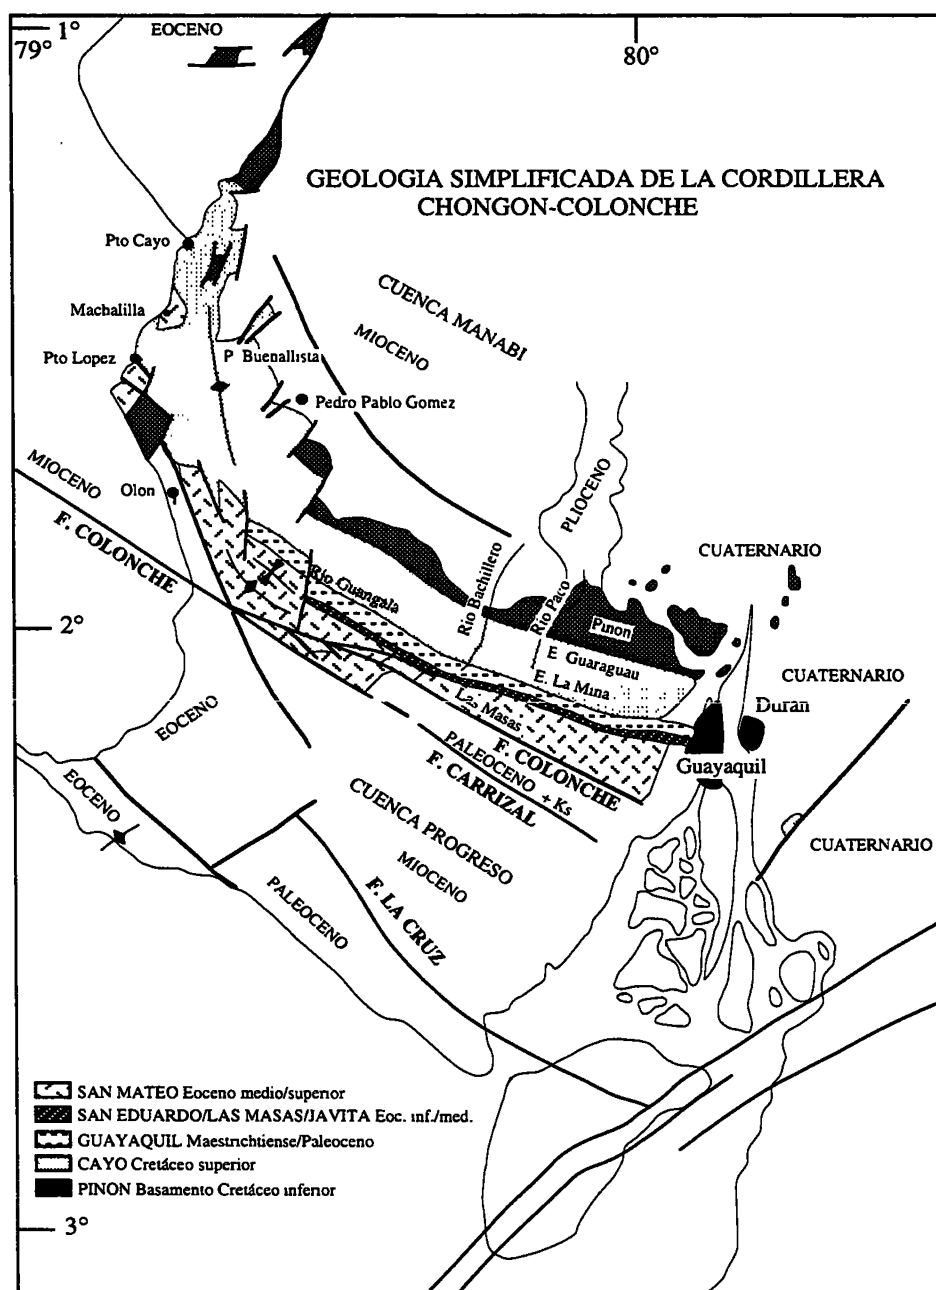 1°
79°
EOCENO
80°
GEOLOGIA SIMPLIFICADA DE LA CORDILLERA
CHONGON-COLONCHE
Pto Cayo
CUENCA MANABI
MIOCENO
Machalilla
Pto Lopez
P Buenallista
Pedro Pablo Gomez
MIOCENO
Olon
F. COLONCHE
PLIOCENO
CUATERNARIO
Rio Guangala
Rio Bachillero
Rio Paco
Pinon
2°
E Guaraguau
E. La Mina
CUATERNARIO
Las Masas
Duran
EOCENO
F. COLONCHE
Guayaquil
PALEOCENO + Ks
F. CARRIZAL
EOCENO
CUENCA PROGRESO
MIOCENO
CUATERNARIO
PALEOCENO
F. LA CRUZ
SAN MATEO Eoceno medio/superior
SAN EDUARDO/LAS MASAS/JAVITA Eoc. inf./med.
GUAYAQUIL Maestrichtiense/Paleoceno
CAYO Cretáceo superior
PINON Basamento Cretáceo inferior
3°